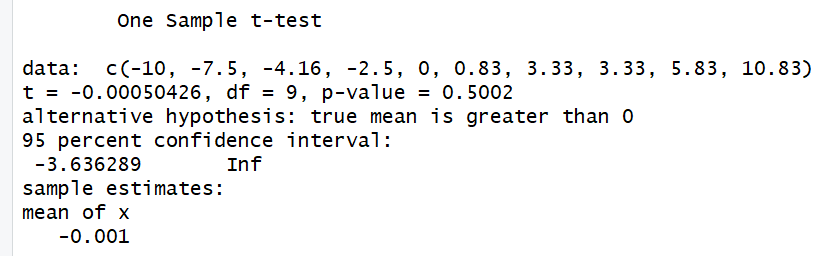 One Sample t-test
data: c(-10, -7.5, -4.16, -2.5, 0, 0.83, 3.33, 3.33, 5.83, 10.83)
t = -0.00050426, df = 9, p-value = 0.5002
alternative hypothesis: true mean is greater than 0
95 percent confidence interval:
-3.636289 Inf
sample estimates:
mean of x
-0.001